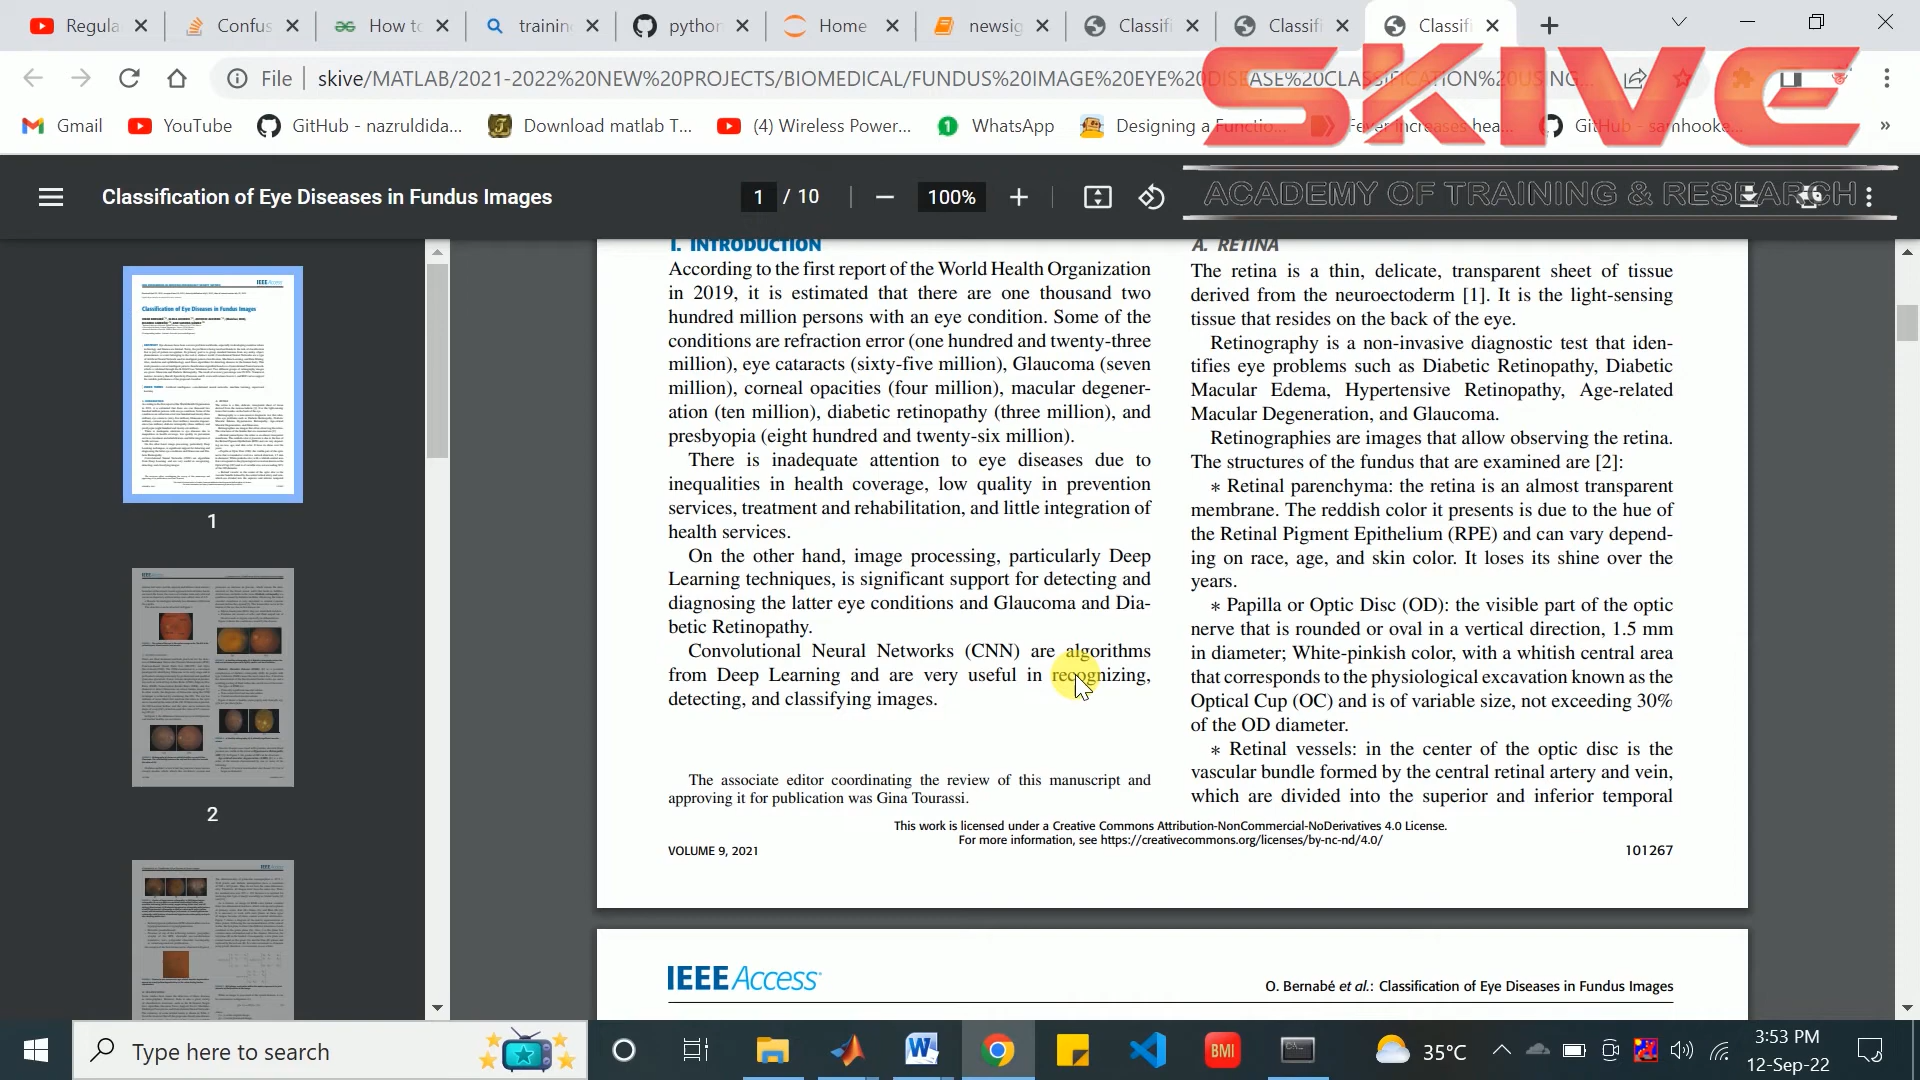 Regula
Confus
How to
training
python
Home
newsig
Classifi
Classifi
Classifi
File
skive/MATLAB/2021-2022%20NEW%20PROJECTS/BIOMEDICAL/FUNDUS%20IMAGE%20EYE%20DISEASE%20CLASSIFICATION%20USING...
SKIVE
Gmail
YouTube
GitHub - nazruldida...
Download matlab T...
(4) Wireless Power...
WhatsApp
Designing a Functio...
Fever increases hea...
GitHub - samhooke...
Classification of Eye Diseases in Fundus Images
1 / 10
100%
ACADEMY OF TRAINING & RESEARCH
I. INTRODUCTION
According to the first report of the World Health Organization
in 2019, it is estimated that there are one thousand two
hundred million persons with an eye condition. Some of the
conditions are refraction error (one hundred and twenty-three
million), eye cataracts (sixty-five million), Glaucoma (seven
million), corneal opacities (four million), macular degener-
ation (ten million), diabetic retinopathy (three million), and
presbyopia (eight hundred and twenty-six million).
There is inadequate attention to eye diseases due to
inequalities in health coverage, low quality in prevention
services, treatment and rehabilitation, and little integration of
health services.
On the other hand, image processing, particularly Deep
Learning techniques, is significant support for detecting and
diagnosing the latter eye conditions and Glaucoma and Dia-
betic Retinopathy.
Convolutional Neural Networks (CNN) are algorithms
from Deep Learning and are very useful in recognizing,
detecting, and classifying images.
The associate editor coordinating the review of this manuscript and
approving it for publication was Gina Tourassi.
A. RETINA
The retina is a thin, delicate, transparent sheet of tissue
derived from the neuroectoderm [1]. It is the light-sensing
tissue that resides on the back of the eye.
Retinography is a non-invasive diagnostic test that iden-
tifies eye problems such as Diabetic Retinopathy, Diabetic
Macular Edema, Hypertensive Retinopathy, Age-related
Macular Degeneration, and Glaucoma.
Retinographies are images that allow observing the retina.
The structures of the fundus that are examined are [2]:
* Retinal parenchyma: the retina is an almost transparent
membrane. The reddish color it presents is due to the hue of
the Retinal Pigment Epithelium (RPE) and can vary depend-
ing on race, age, and skin color. It loses its shine over the
years.
* Papilla or Optic Disc (OD): the visible part of the optic
nerve that is rounded or oval in a vertical direction, 1.5 mm
in diameter; White-pinkish color, with a whitish central area
that corresponds to the physiological excavation known as the
Optical Cup (OC) and is of variable size, not exceeding 30%
of the OD diameter.
* Retinal vessels: in the center of the optic disc is the
vascular bundle formed by the central retinal artery and vein,
which are divided into the superior and inferior temporal
This work is licensed under a Creative Commons Attribution-NonCommercial-NoDerivatives 4.0 License.
For more information, see https://creativecommons.org/licenses/by-nc-nd/4.0/
VOLUME 9, 2021
101267
IEEE Access
O. Bernabé et al.: Classification of Eye Diseases in Fundus Images
1
2
Type here to search
BMI
35°C
3:53 PM
12-Sep-22